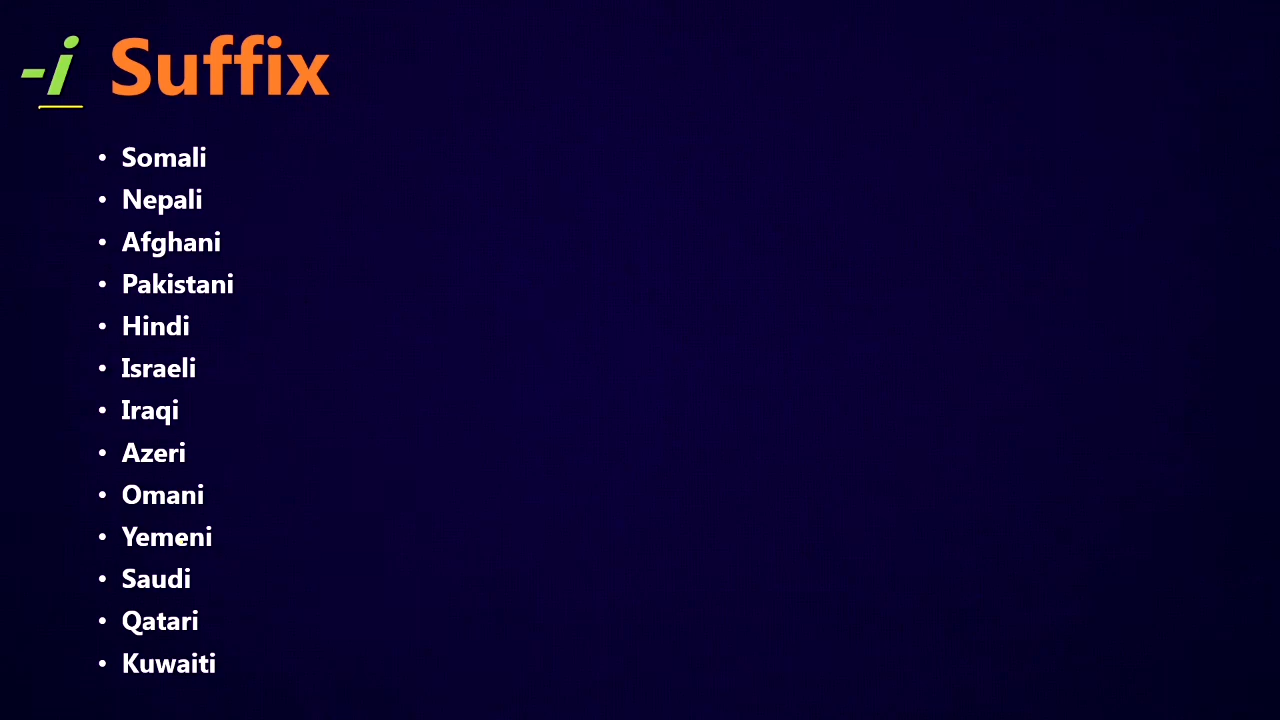 -i Suffix
• Somali
• Nepali
• Afghani
• Pakistani
• Hindi
• Israeli
• Iraqi
• Azeri
• Omani
• Yemeni
• Saudi
• Qatari
• Kuwaiti